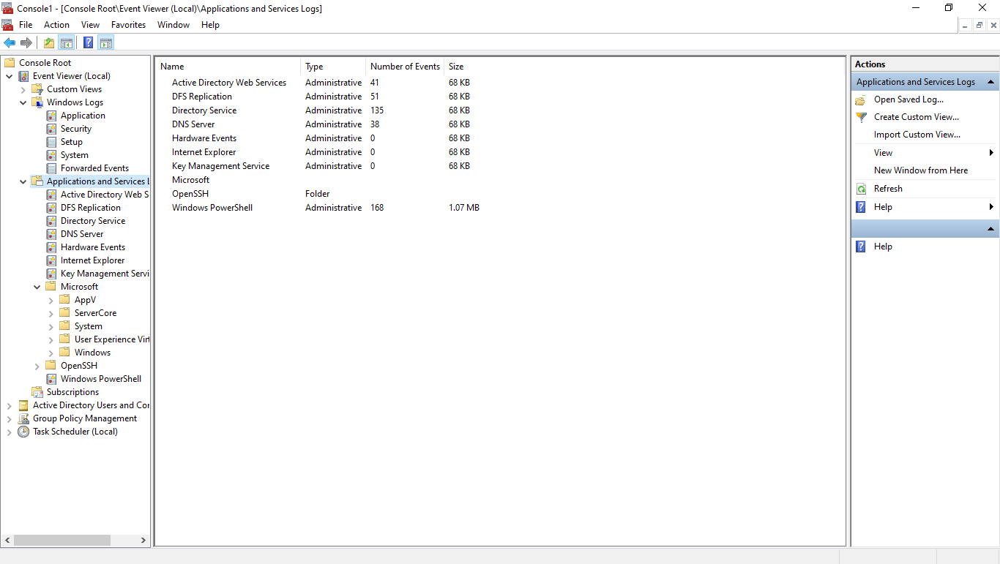 Console1 - [Console Root\Event Viewer (Local)\Applications and Services Logs]
File Action View Favorites Window Help
Console Root
Event Viewer (Local)
Custom Views
Windows Logs
Application
Security
Setup
System
Forwarded Events
Applications and Services L
Active Directory Web S
DFS Replication
Directory Service
DNS Server
Hardware Events
Internet Explorer
Key Management Servi
Microsoft
AppV
ServerCore
System
User Experience Virt
Windows
OpenSSH
Windows PowerShell
Subscriptions
Active Directory Users and Cor
Group Policy Management
Task Scheduler (Local)
Name Type Number of Events Size
Active Directory Web Services Administrative 41 68 KB
DFS Replication Administrative 51 68 KB
Directory Service Administrative 135 68 KB
DNS Server Administrative 38 68 KB
Hardware Events Administrative 0 68 KB
Internet Explorer Administrative 0 68 KB
Key Management Service Administrative 0 68 KB
Microsoft
OpenSSH Folder
Windows PowerShell Administrative 168 1.07 MB
Actions
Applications and Services Logs
Open Saved Log...
Create Custom View...
Import Custom View...
View
New Window from Here
Refresh
Help
Help